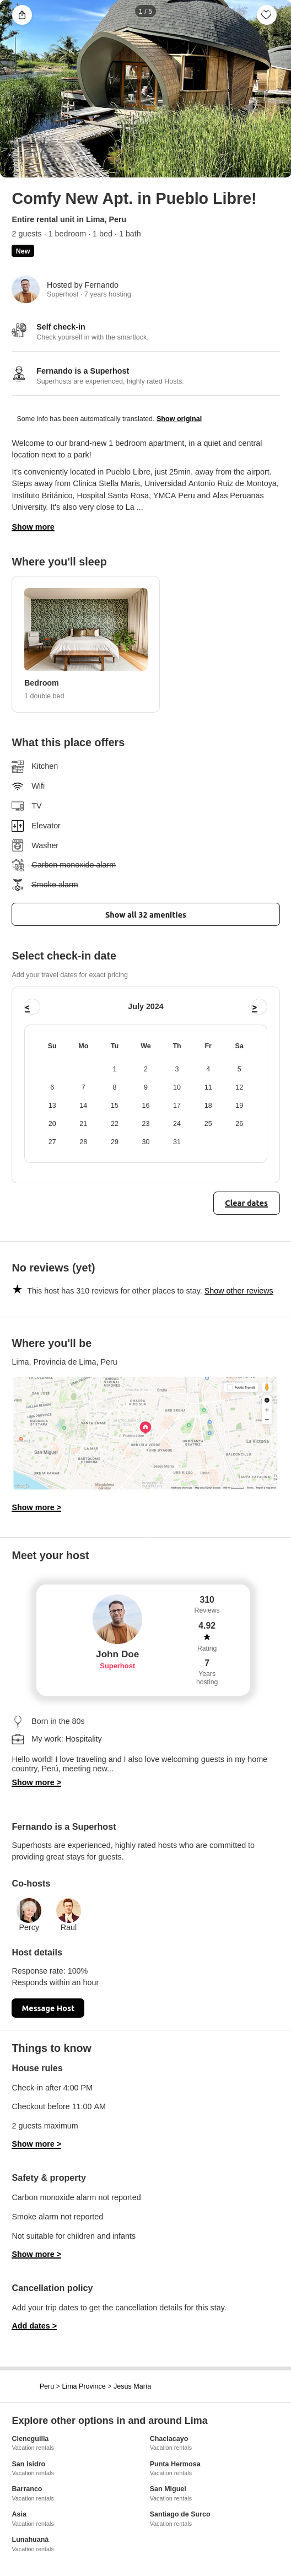 1 / 5
Comfy New Apt. in Pueblo Libre!
Entire rental unit in Lima, Peru
2 guests · 1 bedroom · 1 bed · 1 bath
New
Hosted by Fernando
Superhost · 7 years hosting
Self check-in
Check yourself in with the smartlock.
Fernando is a Superhost
Superhosts are experienced, highly rated Hosts.
Some info has been automatically translated. Show original
Welcome to our brand-new 1 bedroom apartment, in a quiet and central
location next to a park!
It's conveniently located in Pueblo Libre, just 25min. away from the airport.
Steps away from Clinica Stella Maris, Universidad Antonio Ruiz de Montoya,
Instituto Británico, Hospital Santa Rosa, YMCA Peru and Alas Peruanas
University. It's also very close to La ...
Show more
Where you'll sleep
Bedroom
1 double bed
What this place offers
Kitchen
Wifi
TV
Elevator
Washer
Carbon monoxide alarm
Smoke alarm
Show all 32 amenities
Select check-in date
Add your travel dates for exact pricing
< July 2024 >
Su Mo Tu We Th Fr Sa
1 2 3 4 5
6 7 8 9 10 11 12
13 14 15 16 17 18 19
20 21 22 23 24 25 26
27 28 29 30 31
Clear dates
No reviews (yet)
This host has 310 reviews for other places to stay. Show other reviews
Where you'll be
Lima, Provincia de Lima, Peru
Public Transit
San Miguel
Pueblo Libre
La Victoria
Show more >
Meet your host
John Doe
Superhost
310
Reviews
4.92
Rating
7
Years
hosting
Born in the 80s
My work: Hospitality
Hello world! I love traveling and I also love welcoming guests in my home
country, Perú, meeting new...
Show more >
Fernando is a Superhost
Superhosts are experienced, highly rated hosts who are committed to
providing great stays for guests.
Co-hosts
Percy Raul
Host details
Response rate: 100%
Responds within an hour
Message Host
Things to know
House rules
Check-in after 4:00 PM
Checkout before 11:00 AM
2 guests maximum
Show more >
Safety & property
Carbon monoxide alarm not reported
Smoke alarm not reported
Not suitable for children and infants
Show more >
Cancellation policy
Add your trip dates to get the cancellation details for this stay.
Add dates >
Peru > Lima Province > Jesús María
Explore other options in and around Lima
Cieneguilla
Vacation rentals
Chaclacayo
Vacation rentals
San Isidro
Vacation rentals
Punta Hermosa
Vacation rentals
Barranco
Vacation rentals
San Miguel
Vacation rentals
Asia
Vacation rentals
Santiago de Surco
Vacation rentals
Lunahuaná
Vacation rentals